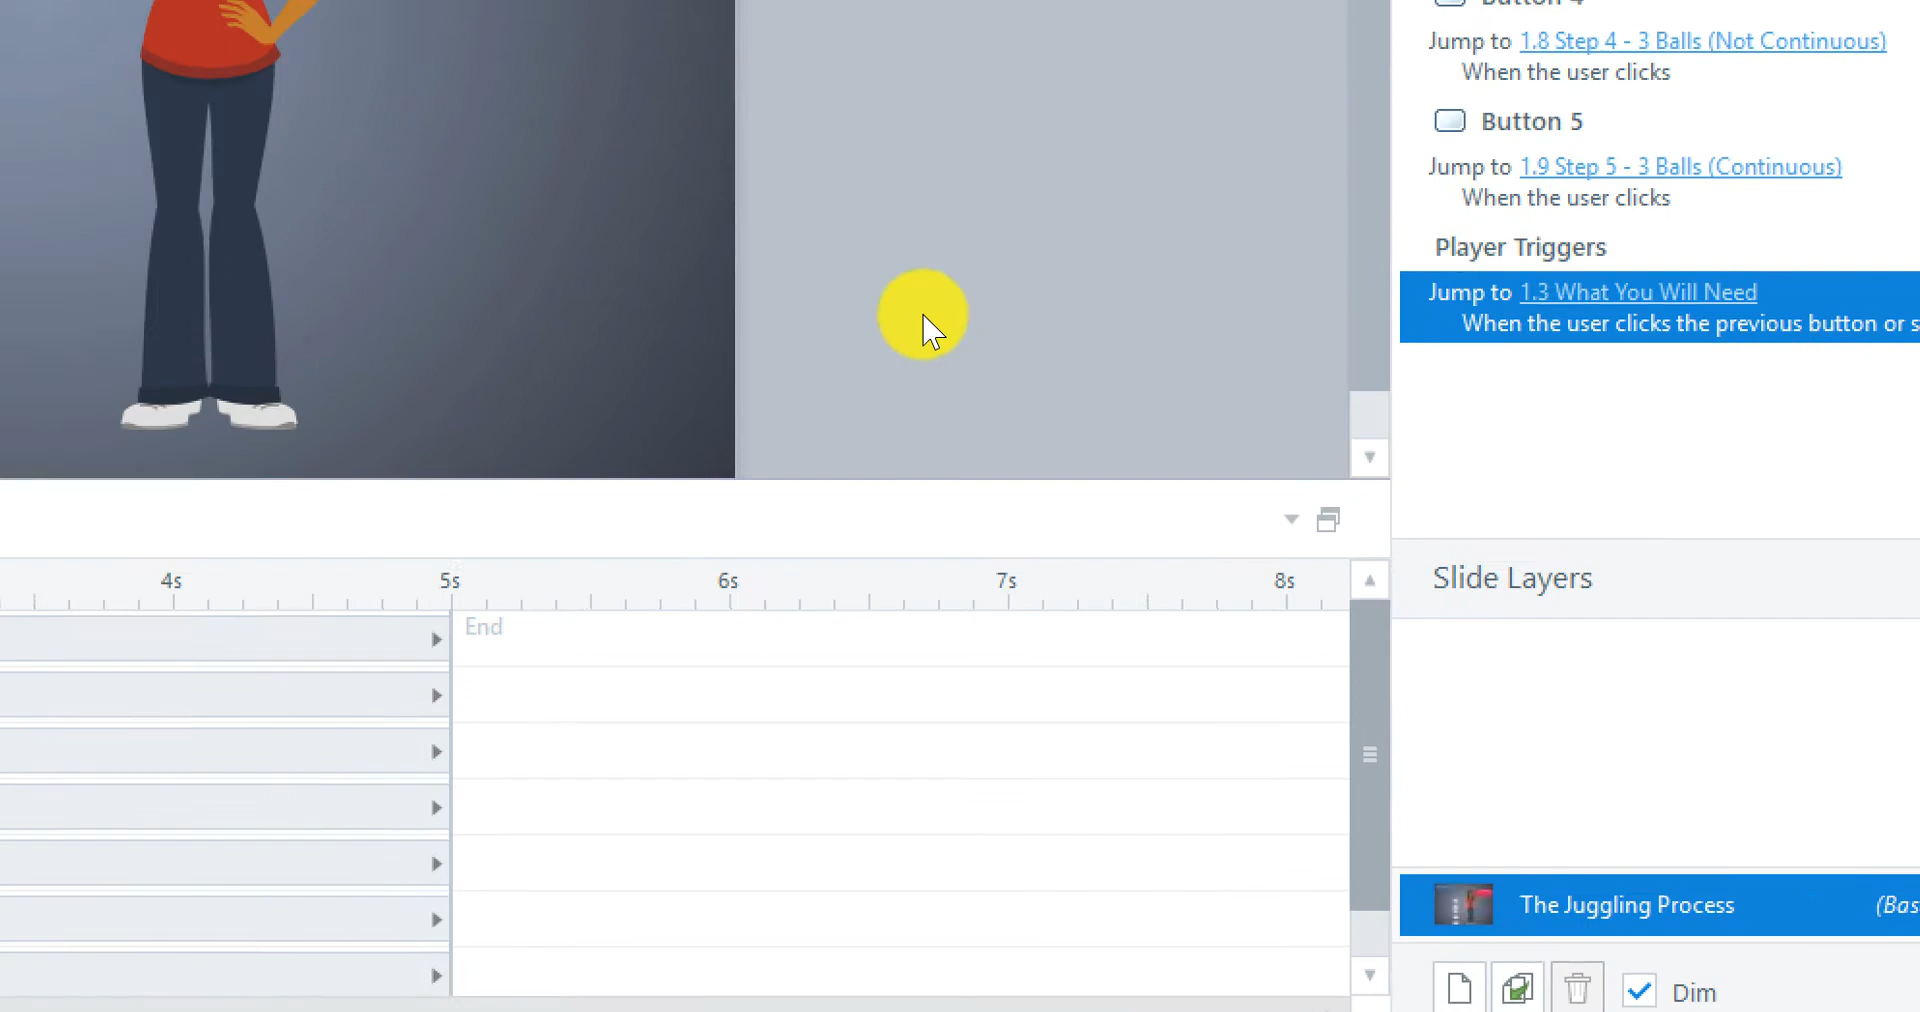 Button 4
Jump to 1.8 Step 4 - 3 Balls (Not Continuous)
When the user clicks
Button 5
Jump to 1.9 Step 5 - 3 Balls (Continuous)
When the user clicks
Player Triggers
Jump to 1.3 What You Will Need
When the user clicks the previous button or s
4s 5s 6s 7s 8s
End
Slide Layers
The Juggling Process (Bas
Dim